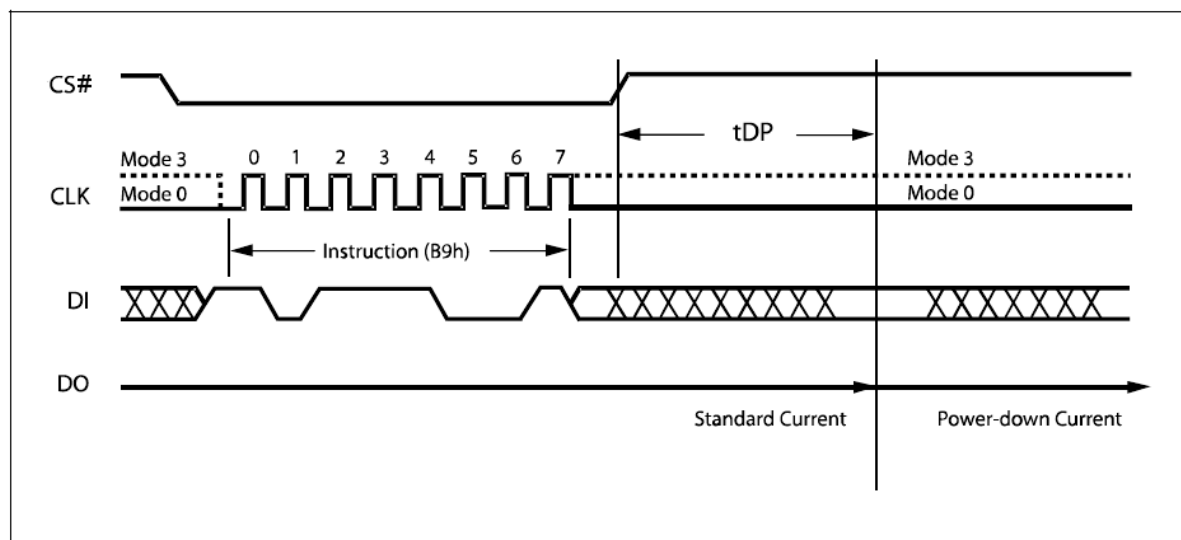 CS#
tDP
Mode 3
0 1 2 3 4 5 6 7
Mode 3
CLK
Mode 0
Mode 0
Instruction (B9h)
DI
DO
Standard Current
Power-down Current